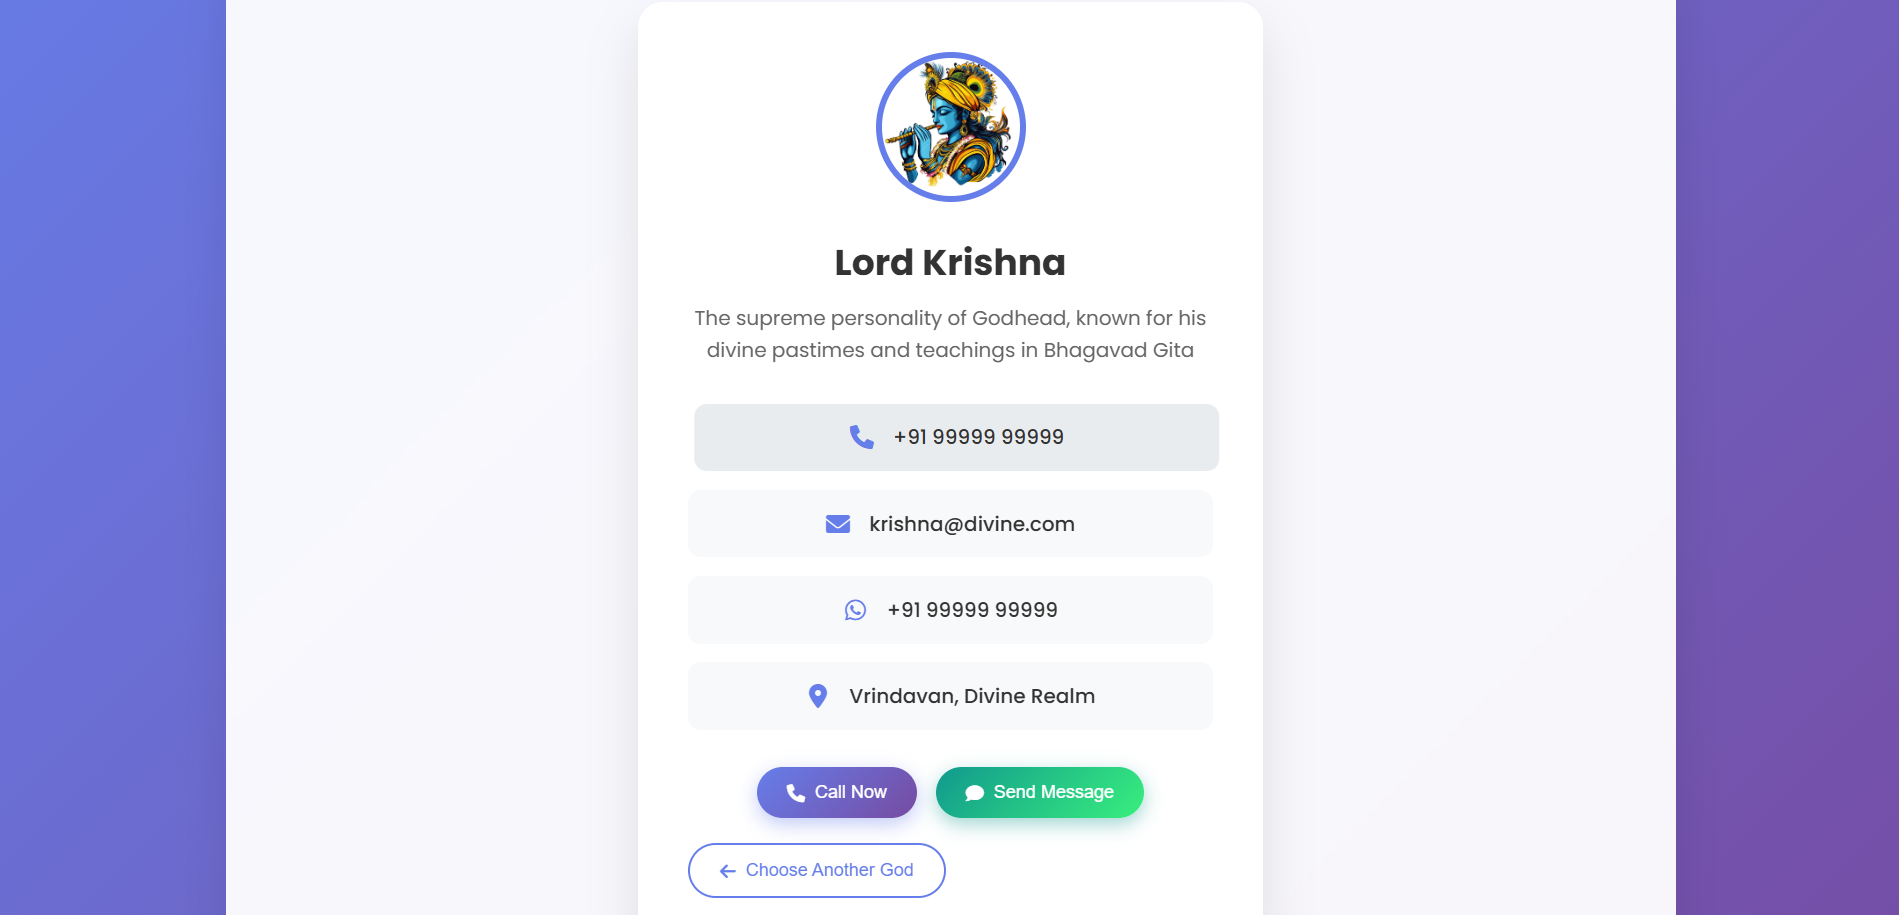 Lord Krishna
The supreme personality of Godhead, known for his
divine pastimes and teachings in Bhagavad Gita
+91 99999 99999
krishna@divine.com
+91 99999 99999
Vrindavan, Divine Realm
Call Now
Send Message
Choose Another God